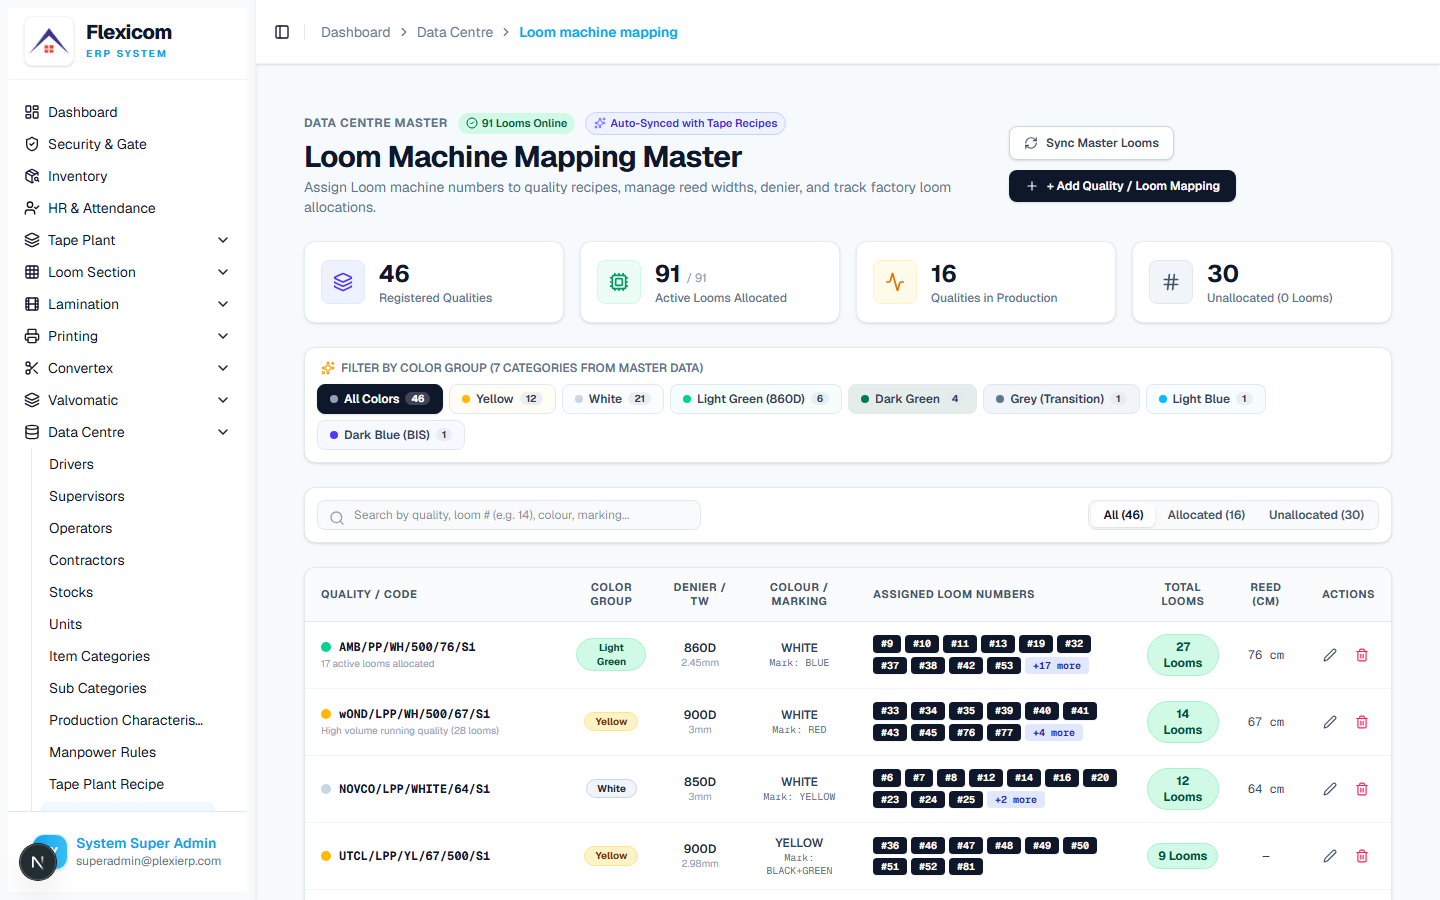 Flexicom
ERP SYSTEM
Dashboard
Security & Gate
Inventory
HR & Attendance
Tape Plant
Loom Section
Lamination
Printing
Convertex
Valvomatic
Data Centre
Drivers
Supervisors
Operators
Contractors
Stocks
Units
Item Categories
Sub Categories
Production Characteris...
Manpower Rules
Tape Plant Recipe
N
System Super Admin
superadmin@plexierp.com
Dashboard > Data Centre > Loom machine mapping
DATA CENTRE MASTER 91 Looms Online Auto-Synced with Tape Recipes
Loom Machine Mapping Master
Assign Loom machine numbers to quality recipes, manage reed widths, denier, and track factory loom
allocations.
Sync Master Looms
+ + Add Quality / Loom Mapping
46
Registered Qualities
91 / 91
Active Looms Allocated
16
Qualities in Production
# 30
Unallocated (0 Looms)
FILTER BY COLOR GROUP (7 CATEGORIES FROM MASTER DATA)
All Colors 46 Yellow 12 White 21 Light Green (860D) 6 Dark Green 4 Grey (Transition) 1 Light Blue 1
Dark Blue (BIS) 1
Search by quality, loom # (e.g. 14), colour, marking...
All (46) Allocated (16) Unallocated (30)
QUALITY / CODE COLOR GROUP DENIER / TW COLOUR / MARKING ASSIGNED LOOM NUMBERS TOTAL LOOMS REED (CM) ACTIONS
AMB/PP/WH/500/76/S1
17 active looms allocated
Light
Green
860D
2.45mm
WHITE
Mark: BLUE
#9 #10 #11 #13 #19 #32
#37 #38 #42 #53 +17 more
27
Looms
76 cm
wOND/LPP/WH/500/67/S1
High volume running quality (28 looms)
Yellow
900D
3mm
WHITE
Mark: RED
#33 #34 #35 #39 #40 #41
#43 #45 #76 #77 +4 more
14
Looms
67 cm
NOVCO/LPP/WHITE/64/S1
White
850D
3mm
WHITE
Mark: YELLOW
#6 #7 #8 #12 #14 #16 #20
#23 #24 #25 +2 more
12
Looms
64 cm
UTCL/LPP/YL/67/500/S1
Yellow
900D
2.98mm
YELLOW
Mark:
BLACK+GREEN
#36 #46 #47 #48 #49 #50
#51 #52 #81
9 Looms
–